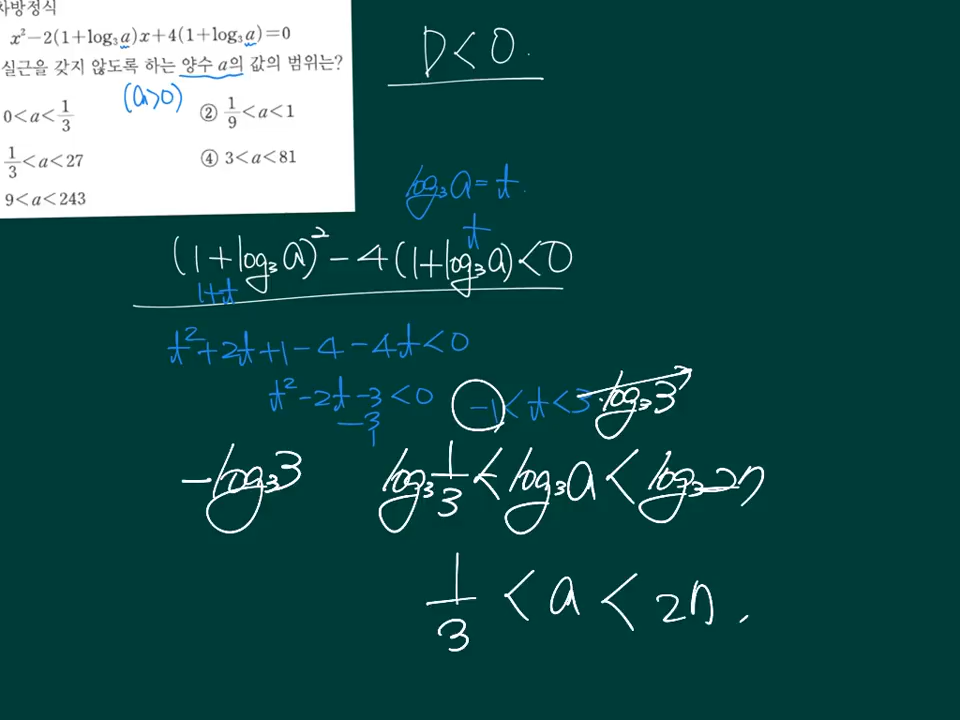 차방정식
x²-2(1+log₃a)x+4(1+log₃a)=0
실근을 갖지 않도록 하는 양수 a의 값의 범위는?
(a>0)
0<a<1/3
② 1/9<a<1
1/3<a<27
④ 3<a<81
9<a<243
D<0.
log₃a=t.
t
(1+log₃a)²-4(1+log₃a)<0
1+t
t²+2t+1-4-4t<0
t²-2t-3<0 -1<t<3·log₃3
-3
1
-log₃3 log₃1/3<log₃a<log₃27
1/3<a<27.